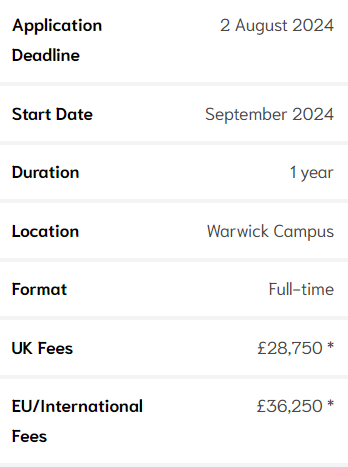 Application 2 August 2024
Deadline
Start Date September 2024
Duration 1 year
Location Warwick Campus
Format Full-time
UK Fees £28,750 *
EU/International £36,250 *
Fees